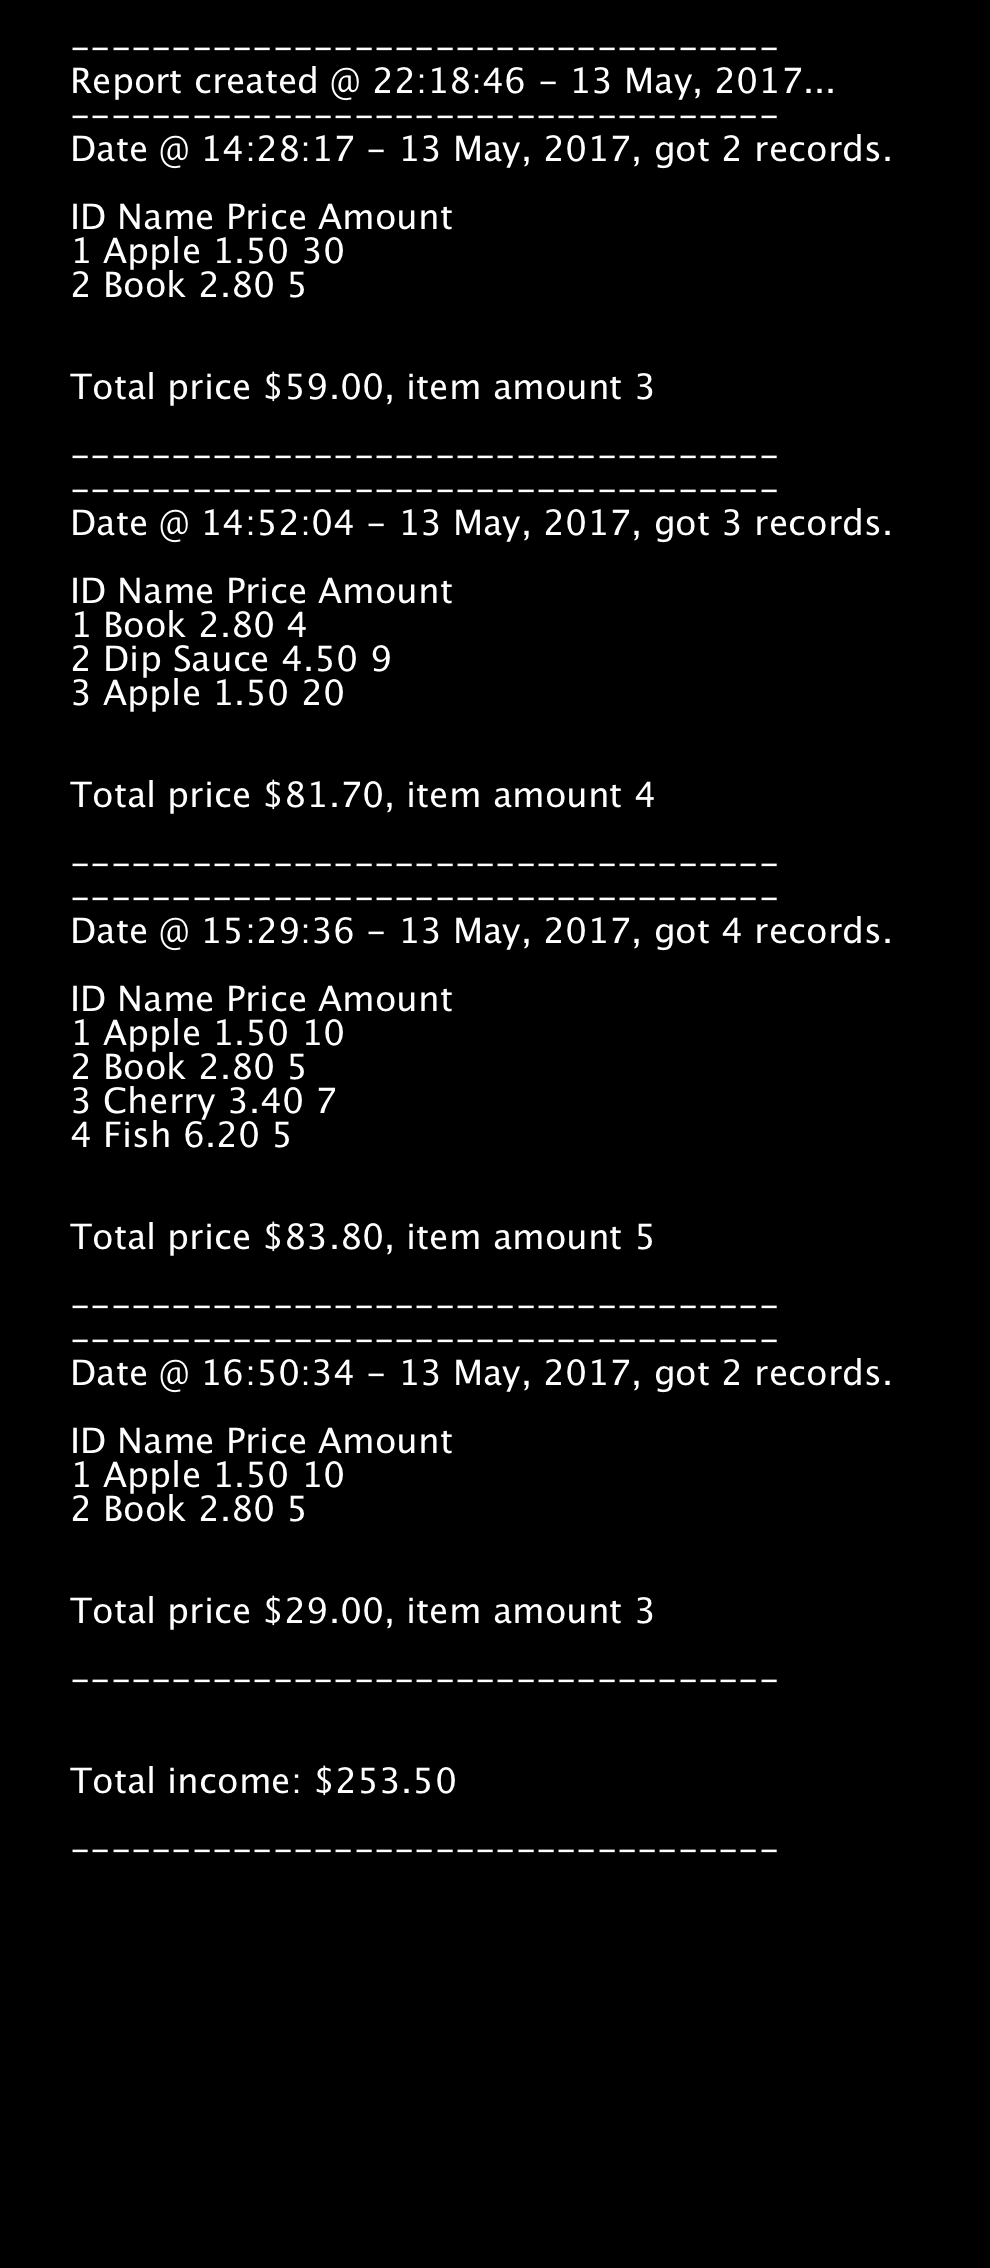 -----------------------------------
Report created @ 22:18:46 - 13 May, 2017...
-----------------------------------
Date @ 14:28:17 - 13 May, 2017, got 2 records.
ID Name Price Amount
1 Apple 1.50 30
2 Book 2.80 5
Total price $59.00, item amount 3
-----------------------------------
-----------------------------------
Date @ 14:52:04 - 13 May, 2017, got 3 records.
ID Name Price Amount
1 Book 2.80 4
2 Dip Sauce 4.50 9
3 Apple 1.50 20
Total price $81.70, item amount 4
-----------------------------------
-----------------------------------
Date @ 15:29:36 - 13 May, 2017, got 4 records.
ID Name Price Amount
1 Apple 1.50 10
2 Book 2.80 5
3 Cherry 3.40 7
4 Fish 6.20 5
Total price $83.80, item amount 5
-----------------------------------
-----------------------------------
Date @ 16:50:34 - 13 May, 2017, got 2 records.
ID Name Price Amount
1 Apple 1.50 10
2 Book 2.80 5
Total price $29.00, item amount 3
-----------------------------------
Total income: $253.50
-----------------------------------